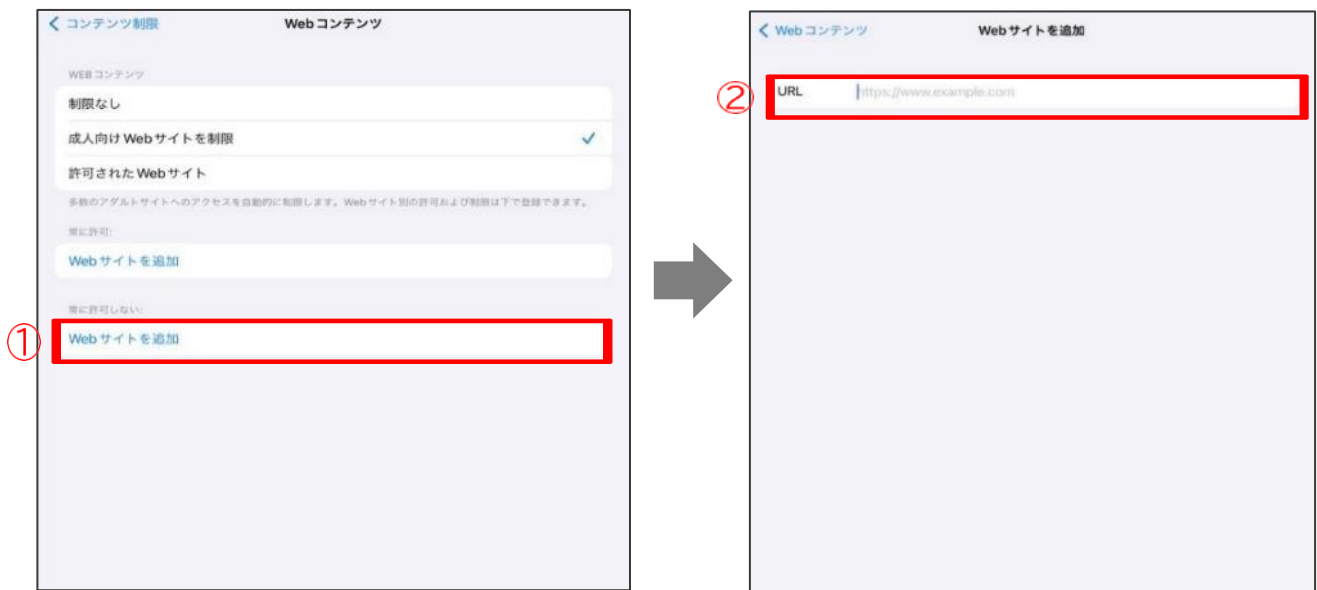 コンテンツ制限
Webコンテンツ
WEBコンテンツ
制限なし
成人向けWebサイトを制限
許可されたWebサイト
多数のアダルトサイトへのアクセスを自動的に制限します。Webサイト別の許可および制限は下で登録できます。
常に許可:
Webサイトを追加
常に許可しない:
①
Webサイトを追加
Webコンテンツ
Webサイトを追加
②
URL
https://www.example.com